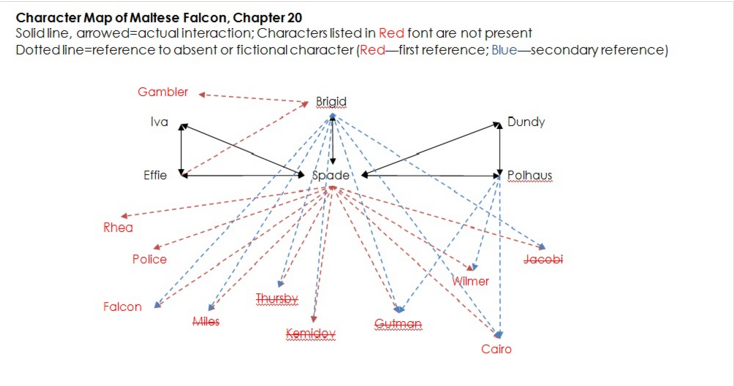 Character Map of Maltese Falcon, Chapter 20
Solid line, arrowed=actual interaction; Characters listed in Red font are not present
Dotted line=reference to absent or fictional character (Red—first reference; Blue—secondary reference)
Gambler
Brigid
Iva
Dundy
Effie
Spade
Polhaus
Rhea
Police
Jacobi
Wilmer
Thursby
Falcon
Miles
Kemidov
Gutman
Cairo